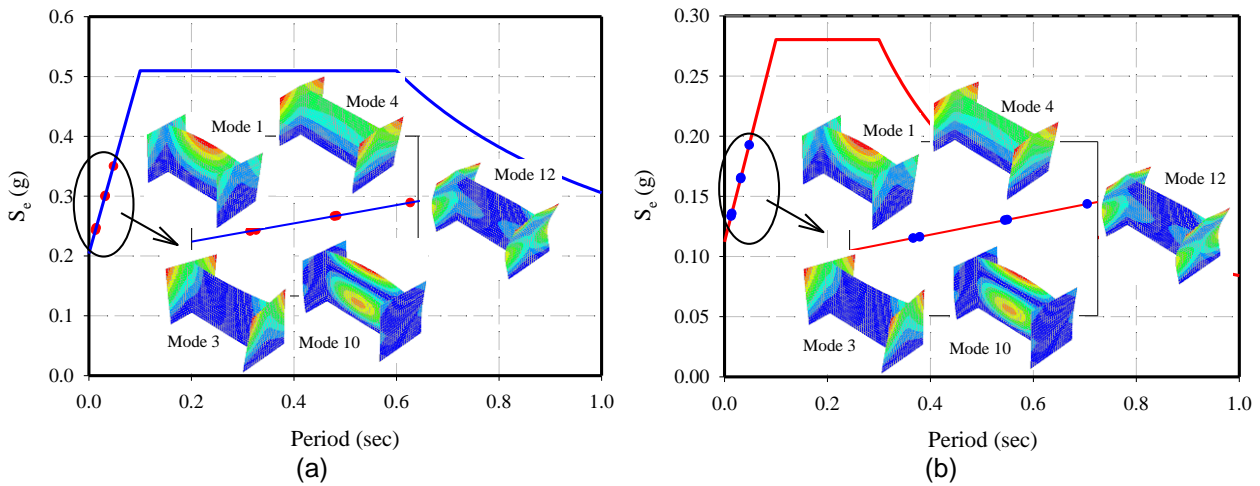 0.6
0.5
0.4
0.3
0.2
0.1
0.0
S_e (g)
0.0 0.2 0.4 0.6 0.8 1.0
Period (sec)
Mode 1
Mode 4
Mode 12
Mode 3
Mode 10
(a)
0.30
0.25
0.20
0.15
0.10
0.05
0.00
S_e (g)
0.0 0.2 0.4 0.6 0.8 1.0
Period (sec)
Mode 1
Mode 4
Mode 12
Mode 3
Mode 10
(b)